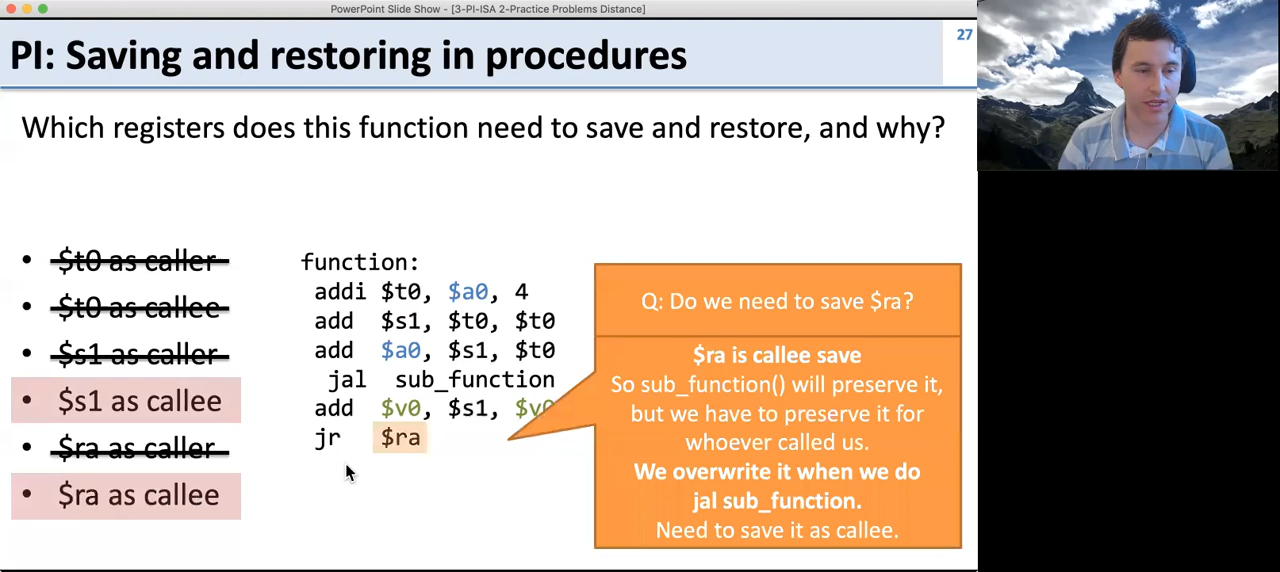 PowerPoint Slide Show - [3-PI-ISA 2-Practice Problems Distance]
PI: Saving and restoring in procedures
27
Which registers does this function need to save and restore, and why?
• $t0 as caller
• $t0 as callee
• $s1 as caller
• $s1 as callee
• $ra as caller
• $ra as callee
function:
addi $t0, $a0, 4
add $s1, $t0, $t0
add $a0, $s1, $t0
jal sub_function
add $v0, $s1, $v0
jr $ra
Q: Do we need to save $ra?
$ra is callee save
So sub_function() will preserve it,
but we have to preserve it for
whoever called us.
We overwrite it when we do
jal sub_function.
Need to save it as callee.